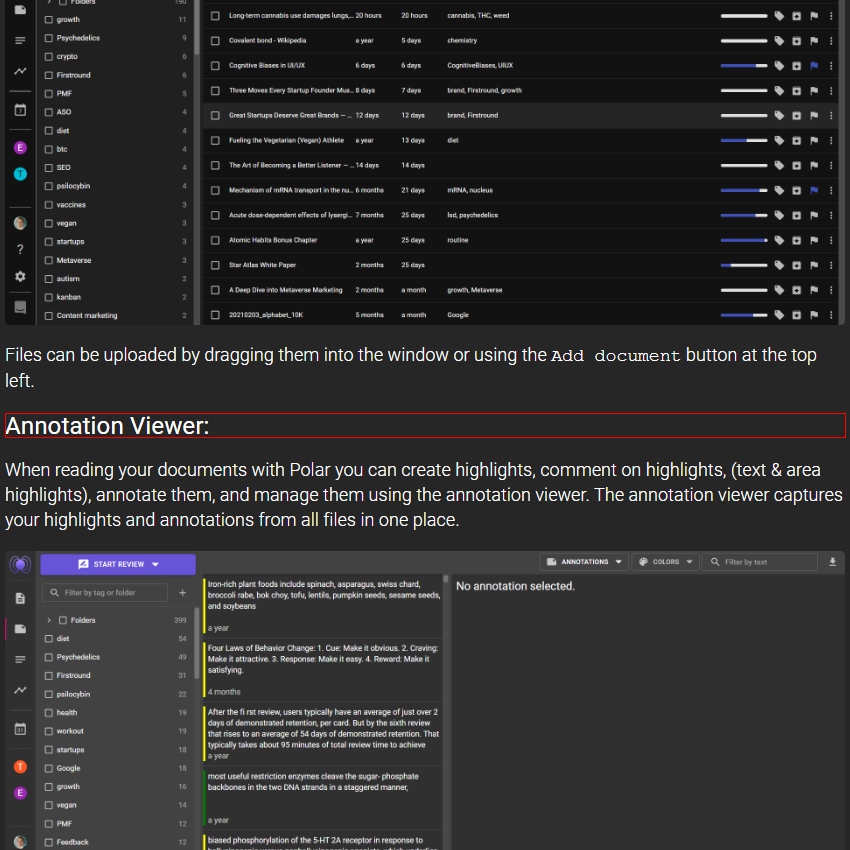 Folders 190
growth 11
Psychedelics 9
crypto 6
Firstround 6
PMF 5
ASO 4
diet 4
btc 4
SEO 4
psilocybin 4
vaccines 3
vegan 3
startups 3
Metaverse 3
autism 2
kanban 2
Content marketing 2
7
E
T
?
Long-term cannabis use damages lungs,... 20 hours 20 hours cannabis, THC, weed
Covalent bond - Wikipedia a year 5 days chemistry
Cognitive Biases in UI/UX 6 days 6 days CognitiveBiases, UIUX
Three Moves Every Startup Founder Mus... 8 days 7 days brand, Firstround, growth
Great Startups Deserve Great Brands — ... 12 days 12 days brand, Firstround
Fueling the Vegetarian (Vegan) Athlete a year 13 days diet
The Art of Becoming a Better Listener — ... 14 days 14 days
Mechanism of mRNA transport in the nu... 6 months 21 days mRNA, nucleus
Acute dose-dependent effects of lysergi... 7 months 25 days lsd, psychedelics
Atomic Habits Bonus Chapter a year 25 days routine
Star Atlas White Paper 2 months 25 days
A Deep Dive into Metaverse Marketing 2 months a month growth, Metaverse
20210203_alphabet_10K 5 months a month Google
Files can be uploaded by dragging them into the window or using the Add document button at the top
left.
Annotation Viewer:
When reading your documents with Polar you can create highlights, comment on highlights, (text & area
highlights), annotate them, and manage them using the annotation viewer. The annotation viewer captures
your highlights and annotations from all files in one place.
START REVIEW
ANNOTATIONS COLORS Filter by text
Filter by tag or folder +
Folders 399
diet 54
Psychedelics 49
Firstround 31
psilocybin 22
health 19
workout 19
startups 18
Google 18
growth 16
vegan 14
PMF 12
Feedback 12
31
T
E
Iron-rich plant foods include spinach, asparagus, swiss chard,
broccoli rabe, bok choy, tofu, lentils, pumpkin seeds, sesame seeds,
and soybeans
a year
Four Laws of Behavior Change: 1. Cue: Make it obvious. 2. Craving:
Make it attractive. 3. Response: Make it easy. 4. Reward: Make it
satisfying.
4 months
After the fi rst review, users typically have an average of just over 2
days of demonstrated retention, per card. But by the sixth review
that rises to an average of 54 days of demonstrated retention. That
typically takes about 95 minutes of total review time to achieve
a year
most useful restriction enzymes cleave the sugar- phosphate
backbones in the two DNA strands in a staggered manner,
a year
biased phosphorylation of the 5-HT 2A receptor in response to
No annotation selected.